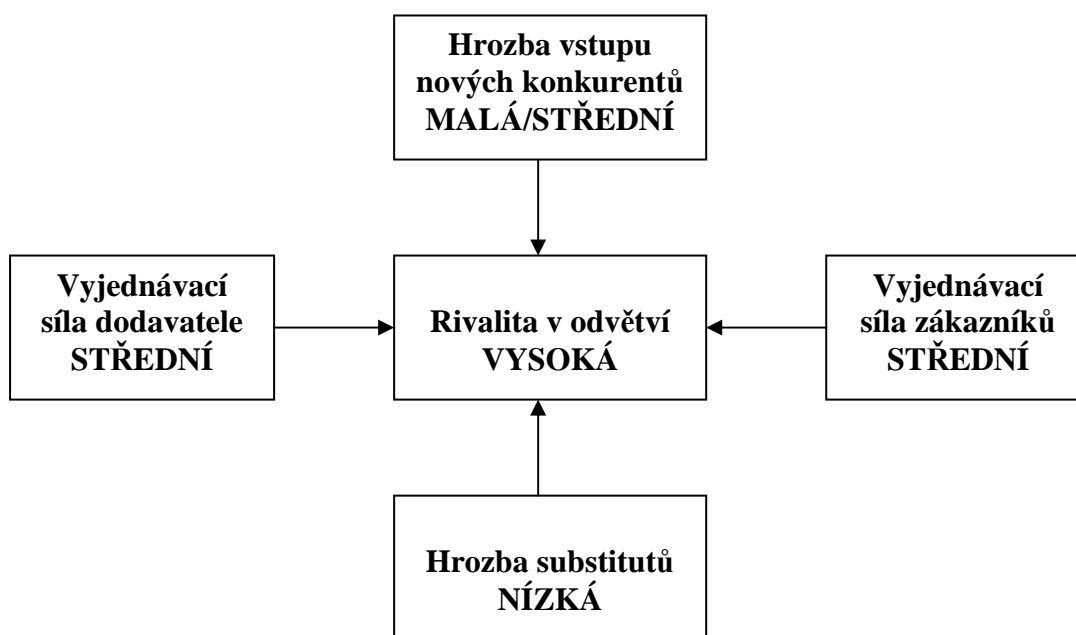 Hrozba vstupu
nových konkurentů
MALÁ/STŘEDNÍ
Vyjednávací
síla dodavatele
STŘEDNÍ
Rivalita v odvětví
VYSOKÁ
Vyjednávací
síla zákazníků
STŘEDNÍ
Hrozba substitutů
NÍZKÁ